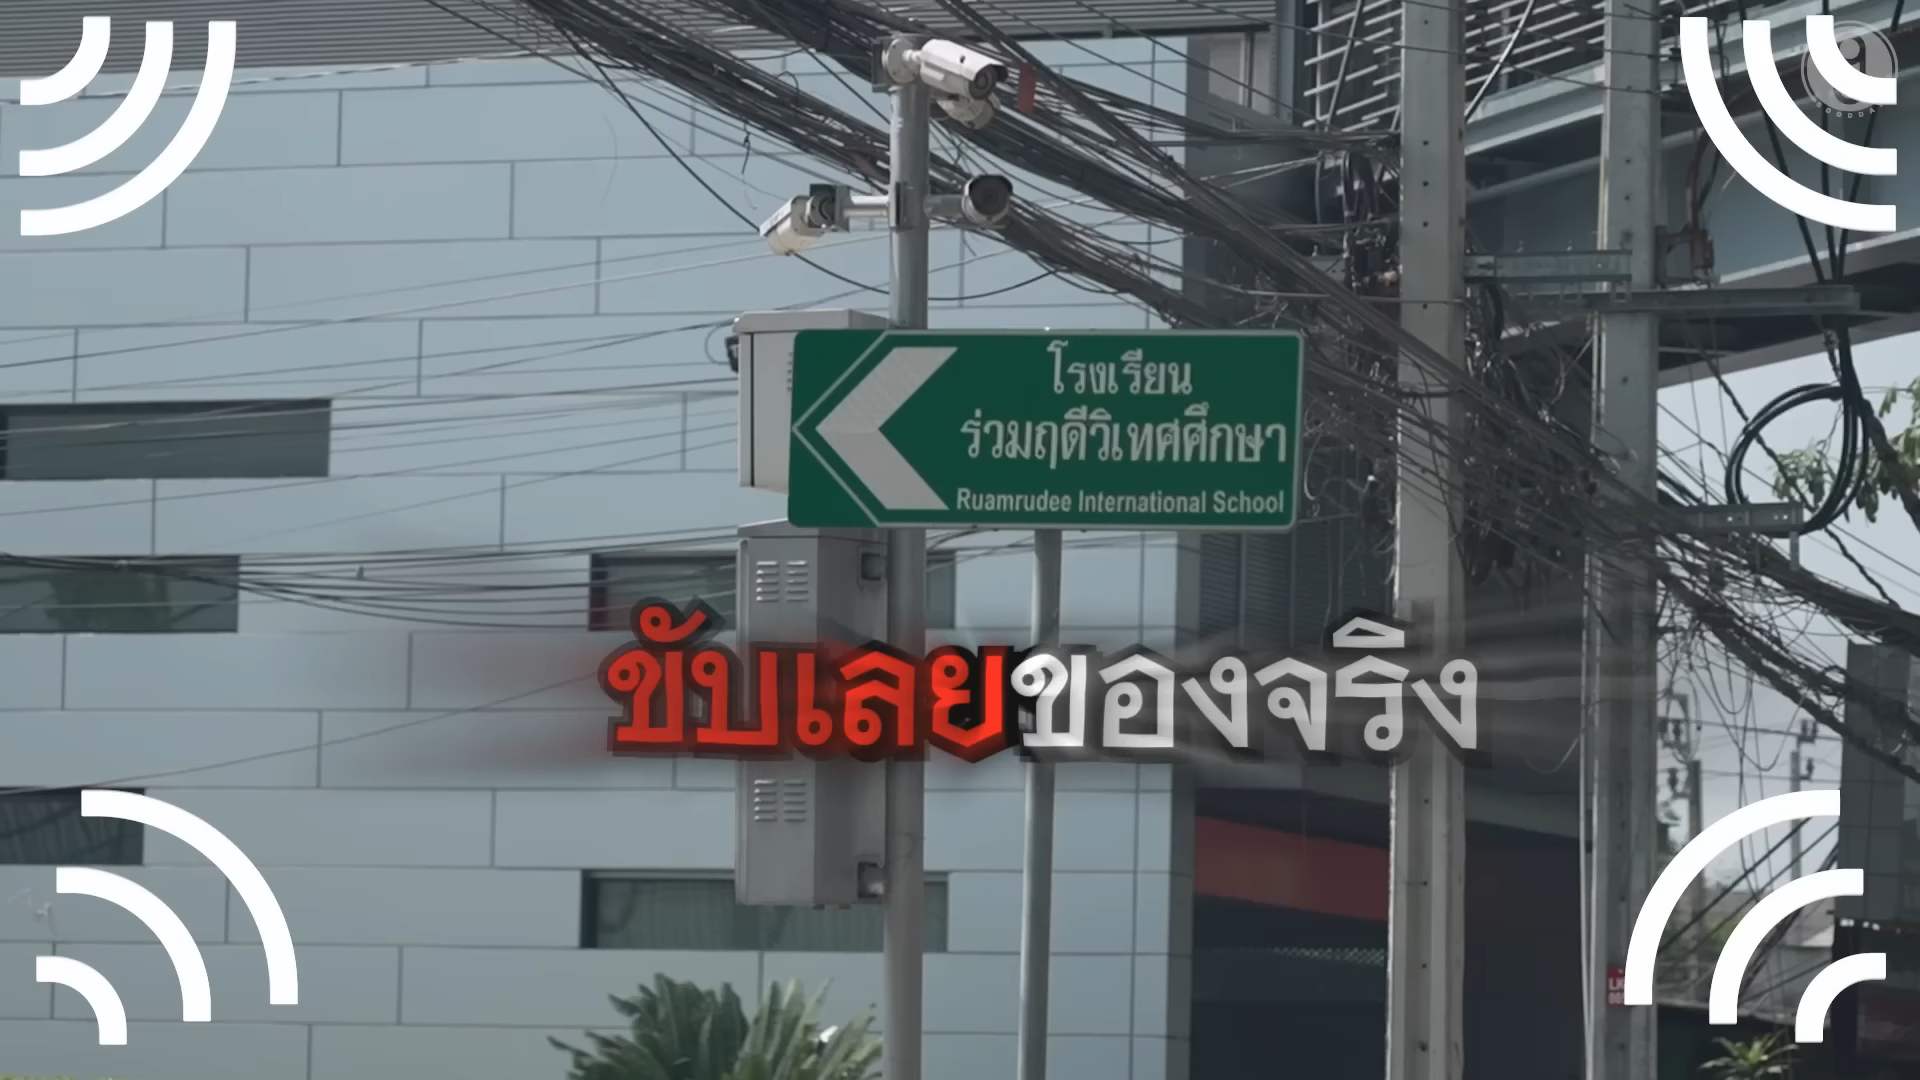 โรงเรียน
ร่วมฤดีวิเทศศึกษา
Ruamrudee International School
ขับเลยของจริง